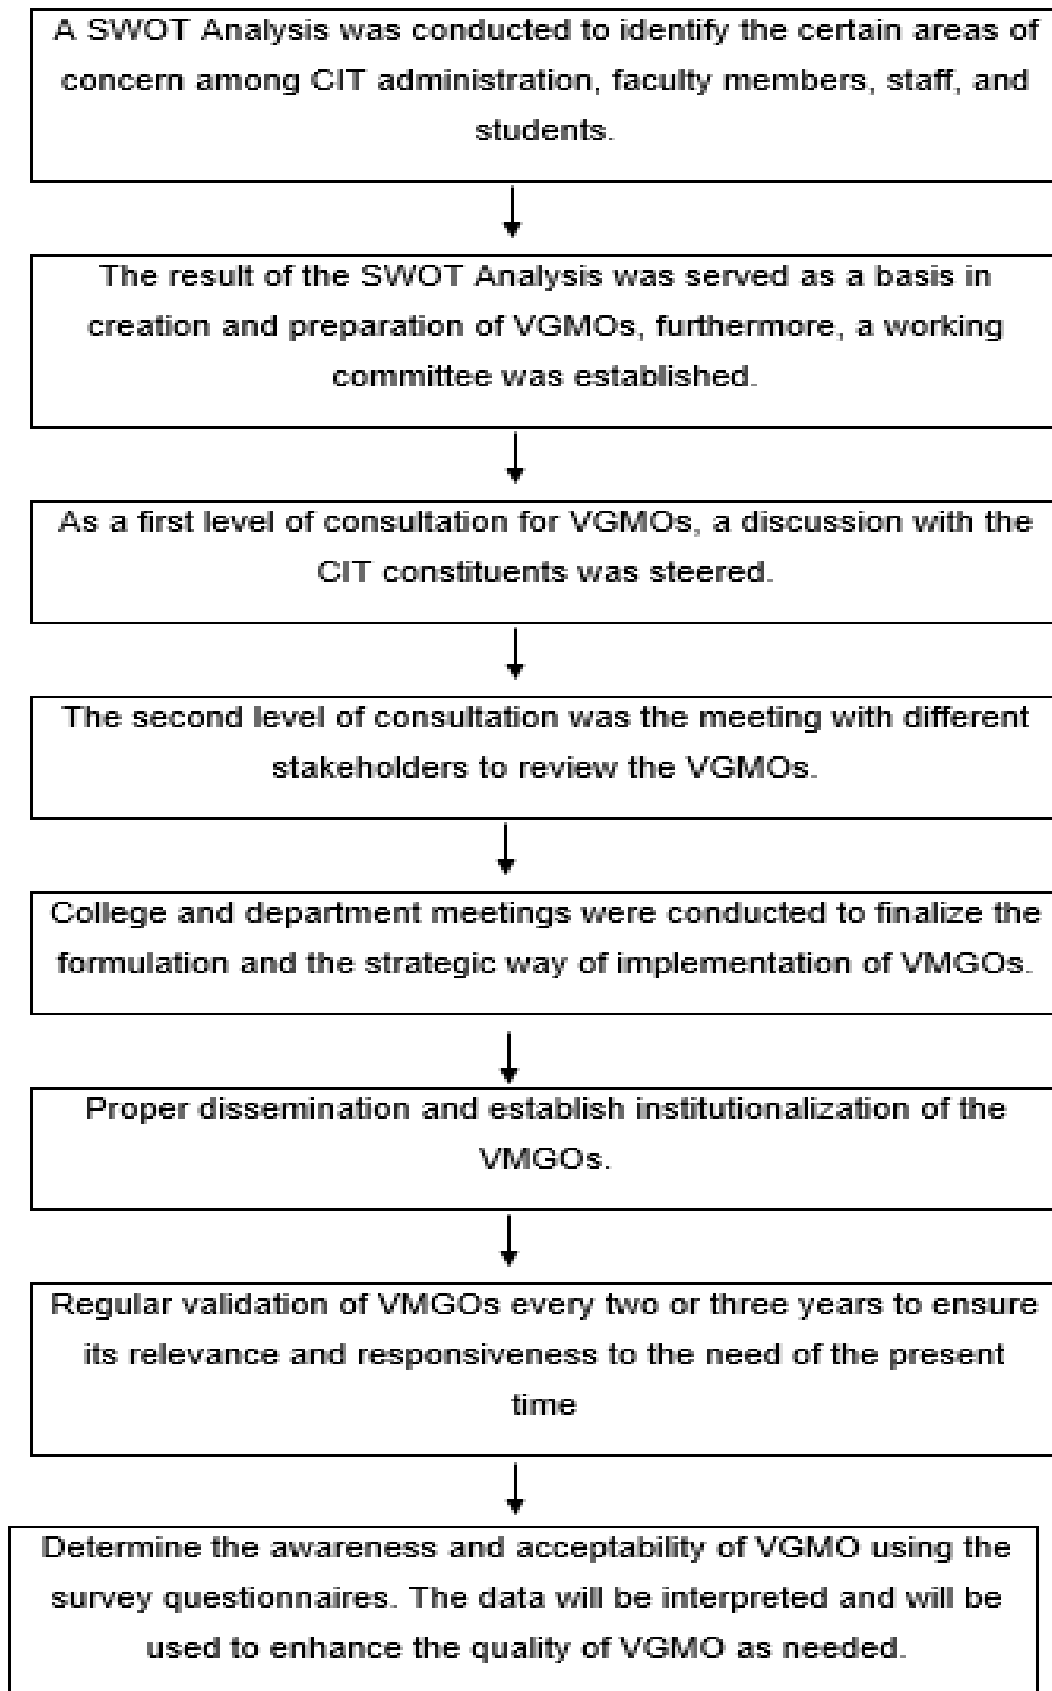 A SWOT Analysis was conducted to identify the certain areas of
concern among CIT administration, faculty members, staff, and
students.
The result of the SWOT Analysis was served as a basis in
creation and preparation of VGMOs, furthermore, a working
committee was established.
As a first level of consultation for VGMOs, a discussion with the
CIT constituents was steered.
The second level of consultation was the meeting with different
stakeholders to review the VGMOs.
College and department meetings were conducted to finalize the
formulation and the strategic way of implementation of VMGOs.
Proper dissemination and establish institutionalization of the
VMGOs.
Regular validation of VMGOs every two or three years to ensure
its relevance and responsiveness to the need of the present
time
Determine the awareness and acceptability of VGMO using the
survey questionnaires. The data will be interpreted and will be
used to enhance the quality of VGMO as needed.